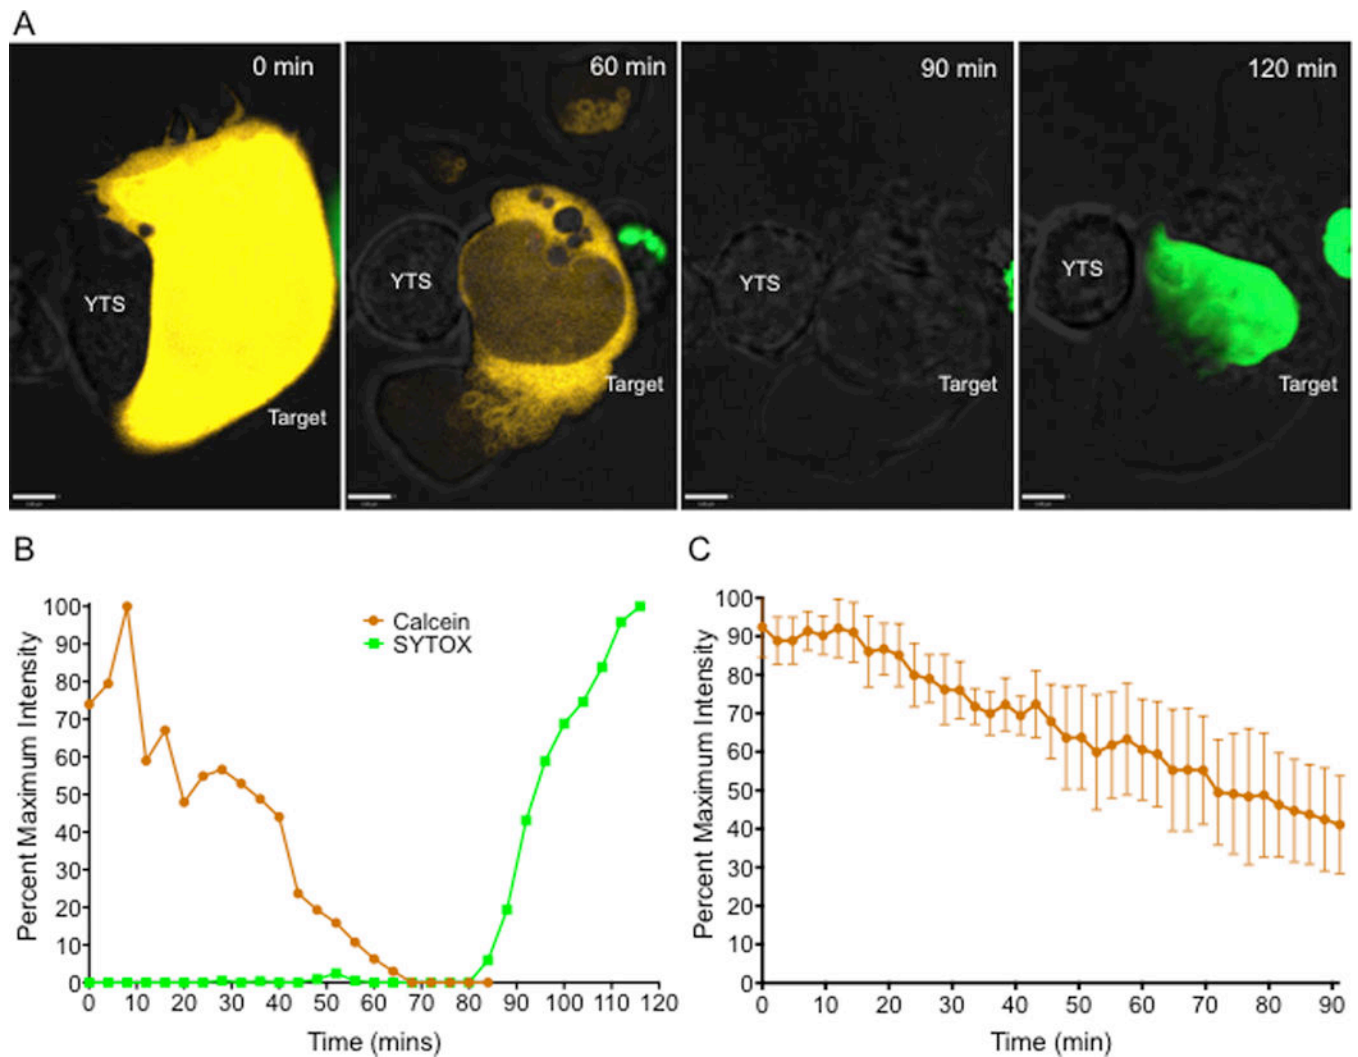 A
0 min
60 min
90 min
120 min
YTS
YTS
YTS
YTS
Target
Target
Target
Target
B
C
Percent Maximum Intensity
100
90
80
70
60
50
40
30
20
10
0
Calcein
SYTOX
0 10 20 30 40 50 60 70 80 90 100 110 120
Time (mins)
Percent Maximum Intensity
100
90
80
70
60
50
40
30
20
10
0
0 10 20 30 40 50 60 70 80 90
Time (min)